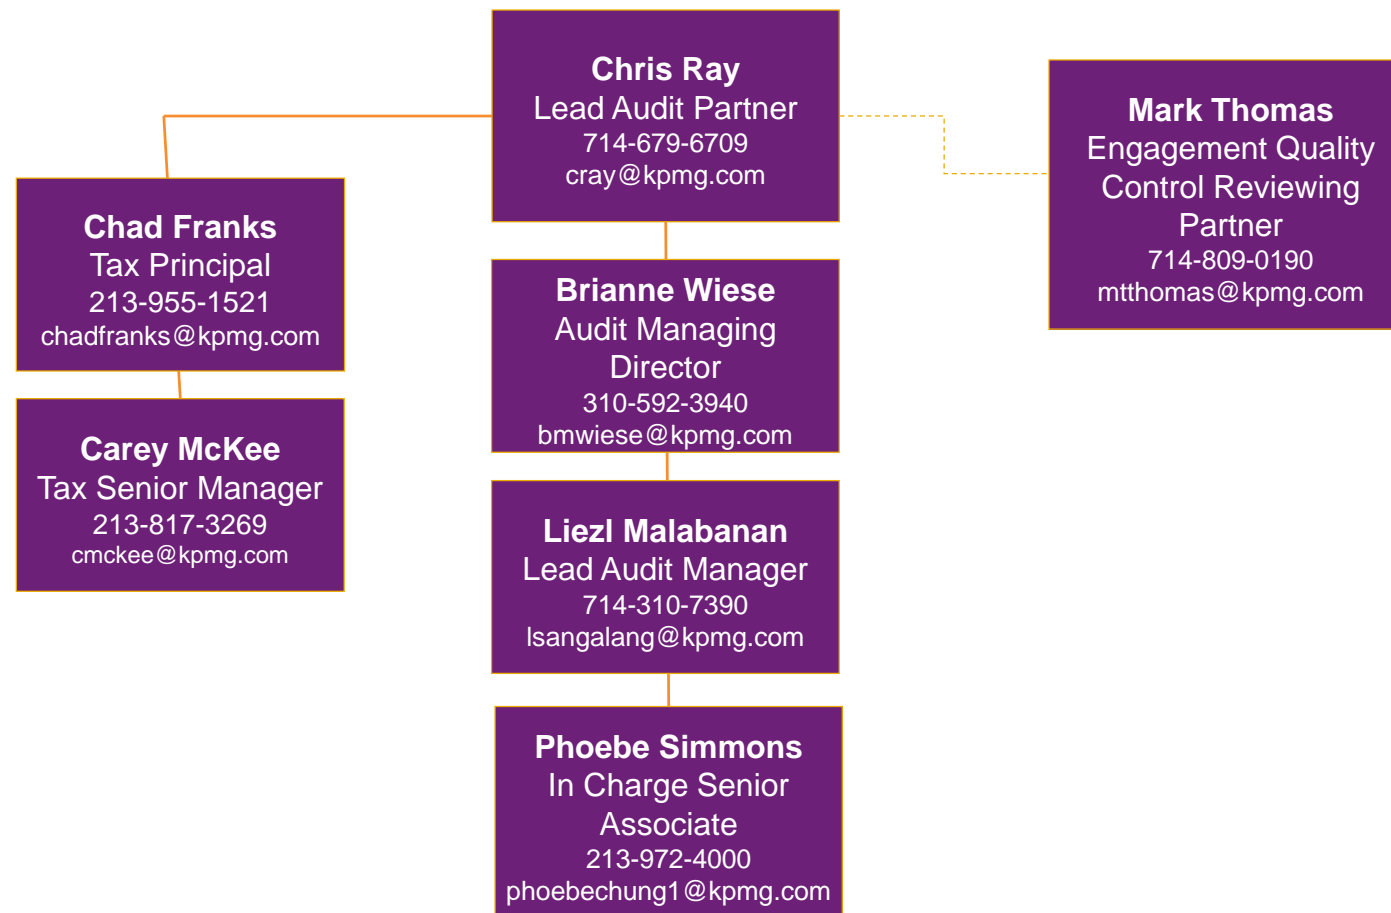 Chris Ray
Lead Audit Partner
714-679-6709
cray@kpmg.com
Mark Thomas
Engagement Quality
Control Reviewing
Partner
714-809-0190
mtthomas@kpmg.com
Chad Franks
Tax Principal
213-955-1521
chadfranks@kpmg.com
Brianne Wiese
Audit Managing
Director
310-592-3940
bmwiese@kpmg.com
Carey McKee
Tax Senior Manager
213-817-3269
cmckee@kpmg.com
Liezl Malabanan
Lead Audit Manager
714-310-7390
lsangalang@kpmg.com
Phoebe Simmons
In Charge Senior
Associate
213-972-4000
phoebechung1@kpmg.com